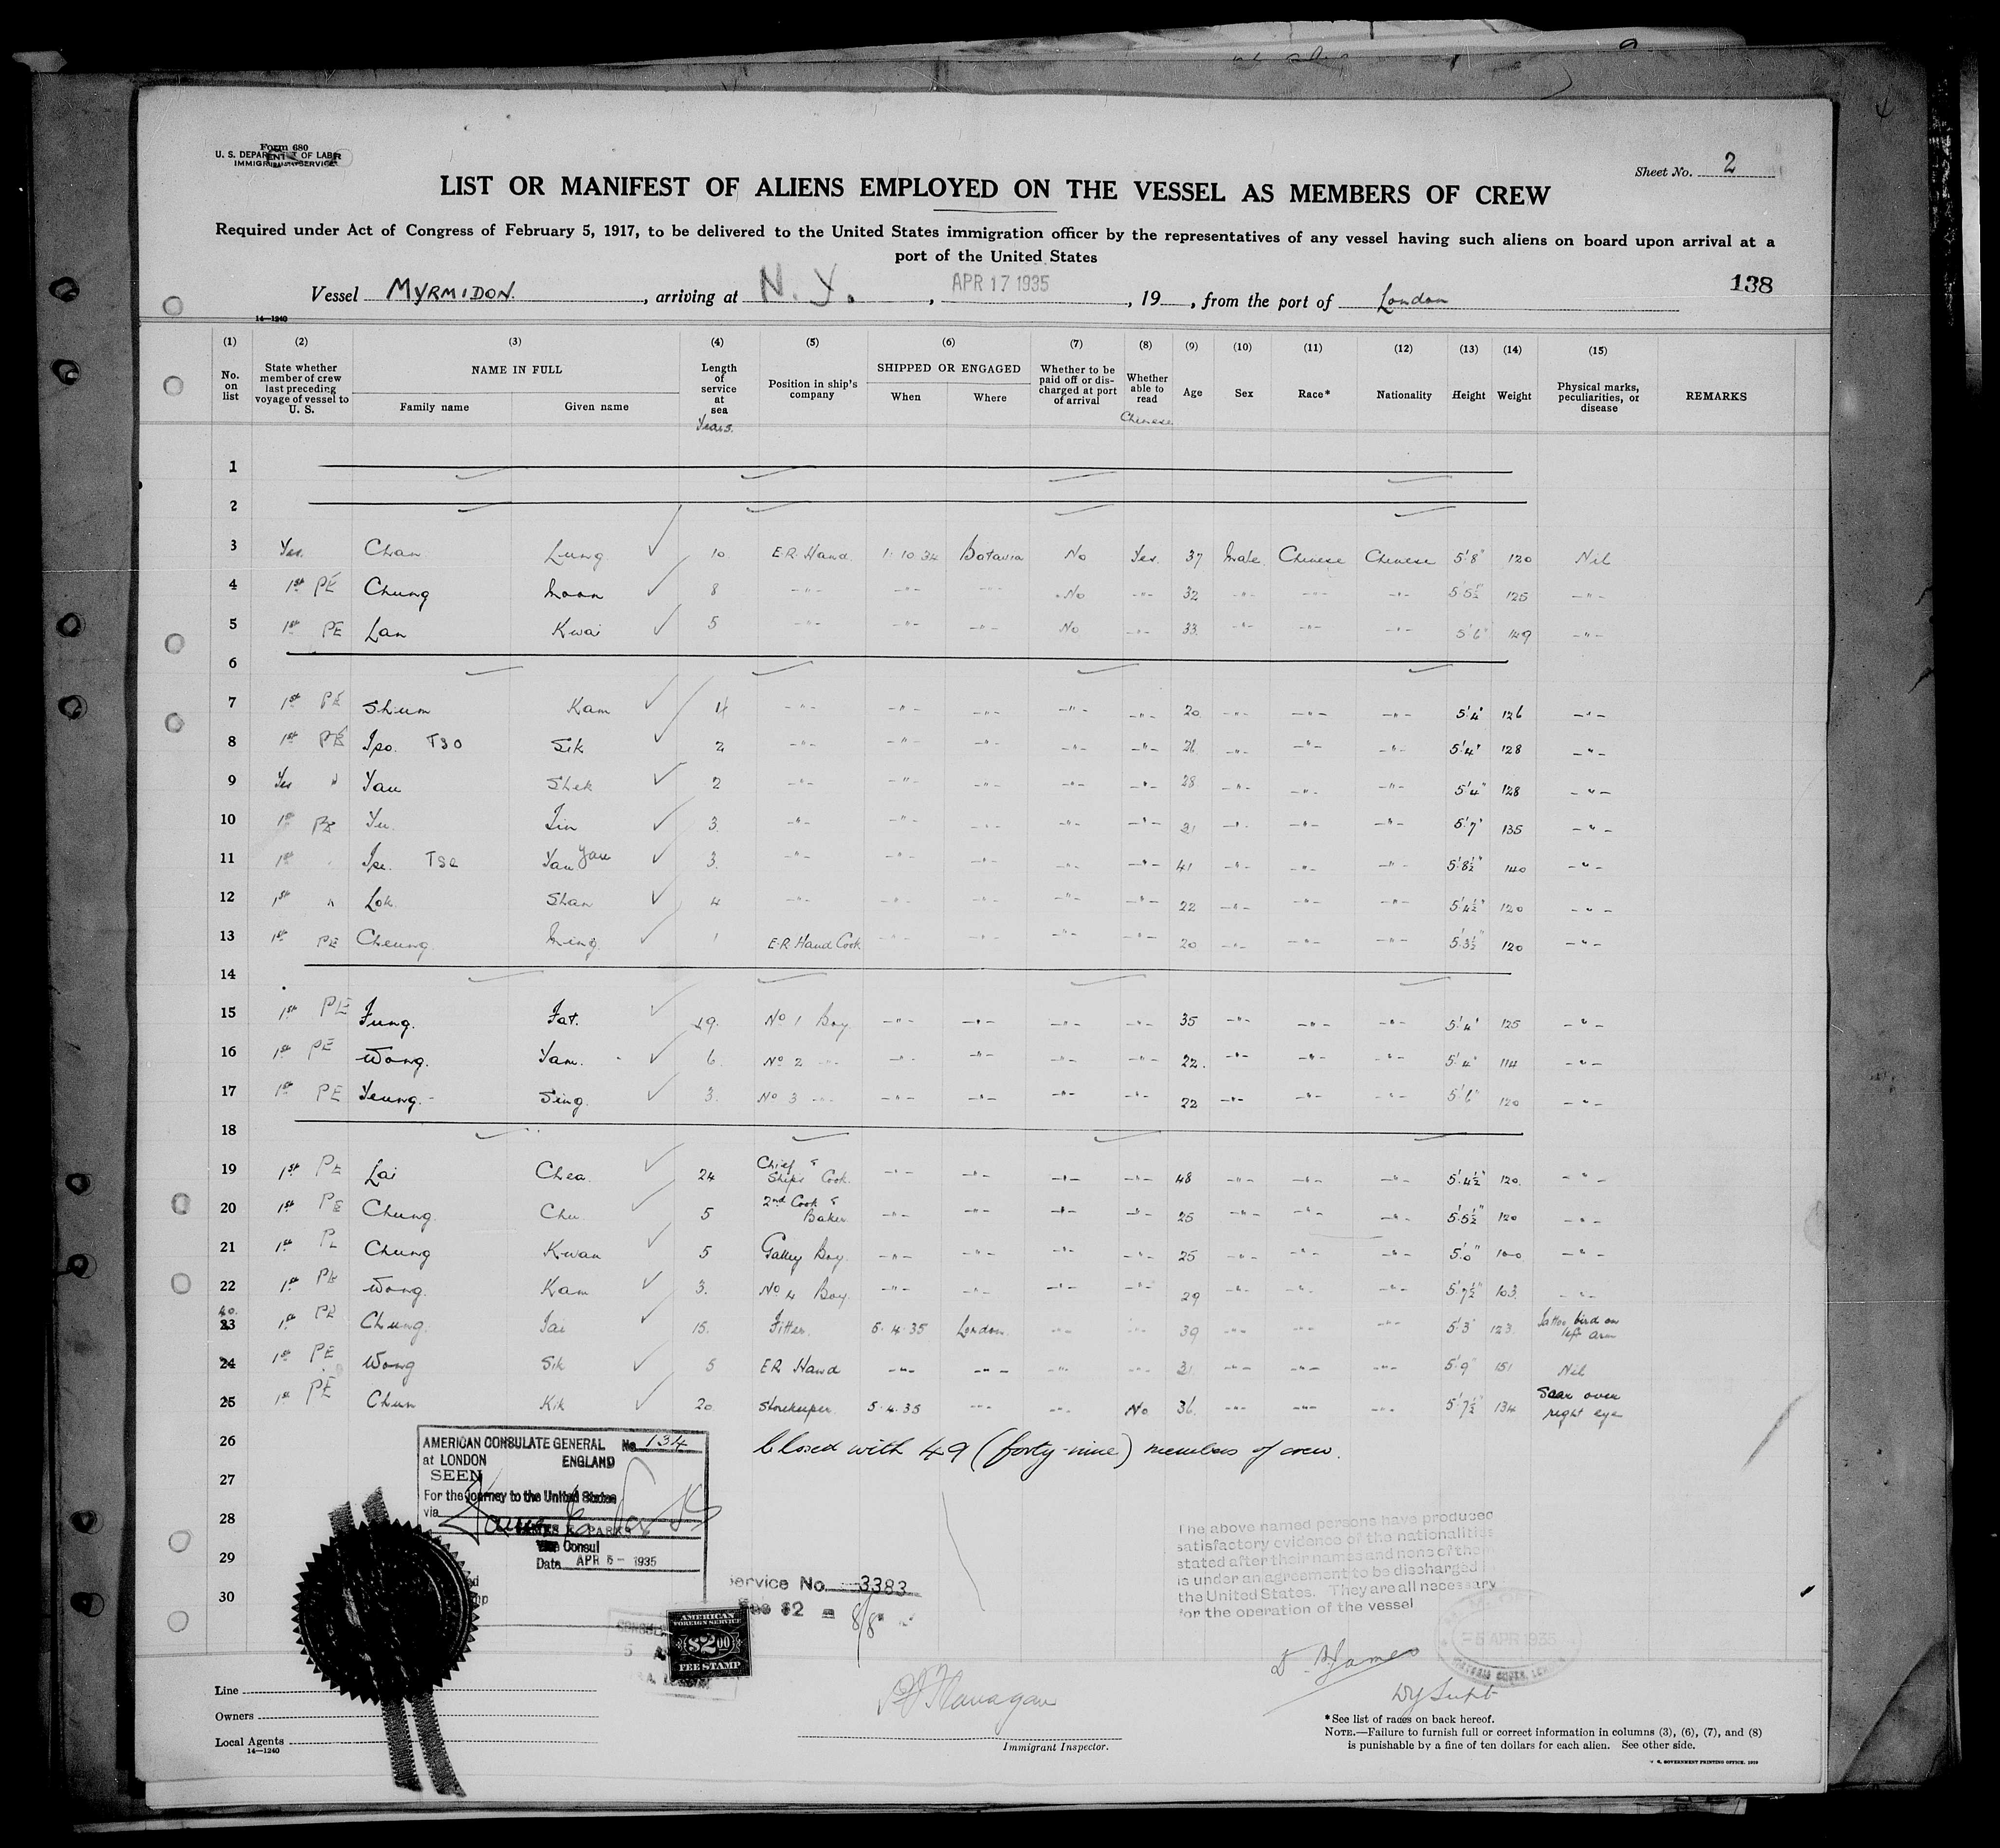 Form 680
U. S. DEPARTMENT OF LABOR
IMMIGRATION SERVICE
Sheet No. 2
LIST OR MANIFEST OF ALIENS EMPLOYED ON THE VESSEL AS MEMBERS OF CREW
Required under Act of Congress of February 5, 1917, to be delivered to the United States immigration officer by the representatives of any vessel having such aliens on board upon arrival at a
port of the United States
138
Vessel MYRMIDON. , arriving at N. Y. , APR 17 1935 , 19 , from the port of London
14—1240
(1) (2) (3) (4) (5) (6) (7) (8) (9) (10) (11) (12) (13) (14) (15)
No. on list State whether member of crew last preceding voyage of vessel to U. S. NAME IN FULL Family name Given name Length of service at sea Years. Position in ship's company SHIPPED OR ENGAGED When Where Whether to be paid off or discharged at port of arrival Whether able to read Chinese Age Sex Race* Nationality Height Weight Physical marks, peculiarities, or disease REMARKS
1
2
3 Yes. Chan Lung 10 E.R. Hand 1.10.34 Batavia No Yes 37 Male Chinese Chinese 5'8" 120 Nil
4 1st PE Chung Loon 8 -"- -"- -"- No -"- 32 -"- -"- -"- 5'5½ 125 -"-
5 1st PE Lan Kwai 5 -"- -"- -"- No -"- 33 -"- -"- -"- 5'6" 129 -"-
6
7 1st PE Shum Kam 4 -"- -"- -"- -"- -"- 20 -"- -"- -"- 5'4" 126 -"-
8 1st PE Iso. TSO Sik 2 -"- -"- -"- -"- -"- 21 -"- -"- -"- 5'4" 128 -"-
9 Yes " Yau Shek 2 -"- -"- -"- -"- -"- 28 -"- -"- -"- 5'4" 128 -"-
10 1st PE Yu. Lin 3 -"- -"- -"- -"- -"- 21 -"- -"- -"- 5'7" 135 -"-
11 1st " Ise TSE Yau Yau 3. -"- -"- -"- -"- -"- 41 -"- -"- -"- 5'8½" 140 -"-
12 1st " Lok. Shan 4 -"- -"- -"- -"- -"- 22 -"- -"- -"- 5'4½" 120 -"-
13 1st PE Cheung. Ming. 1 E.R Hand Cook -"- -"- -"- -"- 20 -"- -"- -"- 5'3½" 120 -"-
14
15 1st PE Fung. Fat. 19. No 1 Boy -"- -"- -"- -"- 35 -"- -"- -"- 5'4" 125 -"-
16 1st PE Wong. Yam. 6. No 2 -"- -"- -"- -"- -"- 22. -"- -"- -"- 5'4" 114 -"-
17 1st PE Yeung. Sing. 3. No 3 -"- -"- -"- -"- -"- 22 -"- -"- -"- 5'6" 120 -"-
18
19 1st PE Lai Chea. 24 Chief & Ships Cook. -"- -"- -"- -"- 48 -"- -"- -"- 5'4½" 120. -"-
20 1st PE Chung. Chu 5 2nd Cook & Baker. -"- -"- -"- -"- 25 -"- -"- -"- 5'5½" 120 -"-
21 1st PE Chung Kwan 5 Galley Boy. -"- -"- -"- -"- 25 -"- -"- -"- 5'0" 100 -"-
22 1st PE Wong. Kam 3. No 4 Boy. -"- -"- -"- -"- 29 -"- -"- -"- 5'7½" 103. -"-
23 1st PE Chung. Tai 15. Fitter. 5.4.35 London. -"- -"- 39 -"- -"- -"- 5'3" 123. Tattoo bird on left arm
24 1st PE Wong Sik 5 E R Hand -"- -"- -"- -"- 31 -"- -"- -"- 5'9" 151 Nil
25 1st PE Chun Kik 20 Storekeeper. 5.4.35 -"- -"- No 36 -"- -"- -"- 5'7½" 134 Scar over right eye
26 Closed with 49 (forty-nine) members of crew.
27
28
29
30
AMERICAN CONSULATE GENERAL No 134
at LONDON ENGLAND
SEEN
For the journey to the United States
via
JAMES E. PARKS
Vice Consul
Date APR 5 - 1935
Service No. 3383
Fee $2 = 8/8
AMERICAN
FOREIGN SERVICE
$2.00
FEE STAMP
The above named persons have produced
satisfactory evidence of the nationalities
stated after their names and none of them
is under an agreement to be discharged in
the United States. They are all necessary
for the operation of the vessel
-5 APR 1935
D. James
Dy Supt
Line
Owners
Local Agents
14—1240
Flanagan
Immigrant Inspector.
*See list of races on back hereof.
NOTE.—Failure to furnish full or correct information in columns (3), (6), (7), and (8)
is punishable by a fine of ten dollars for each alien. See other side.
U. S. GOVERNMENT PRINTING OFFICE.